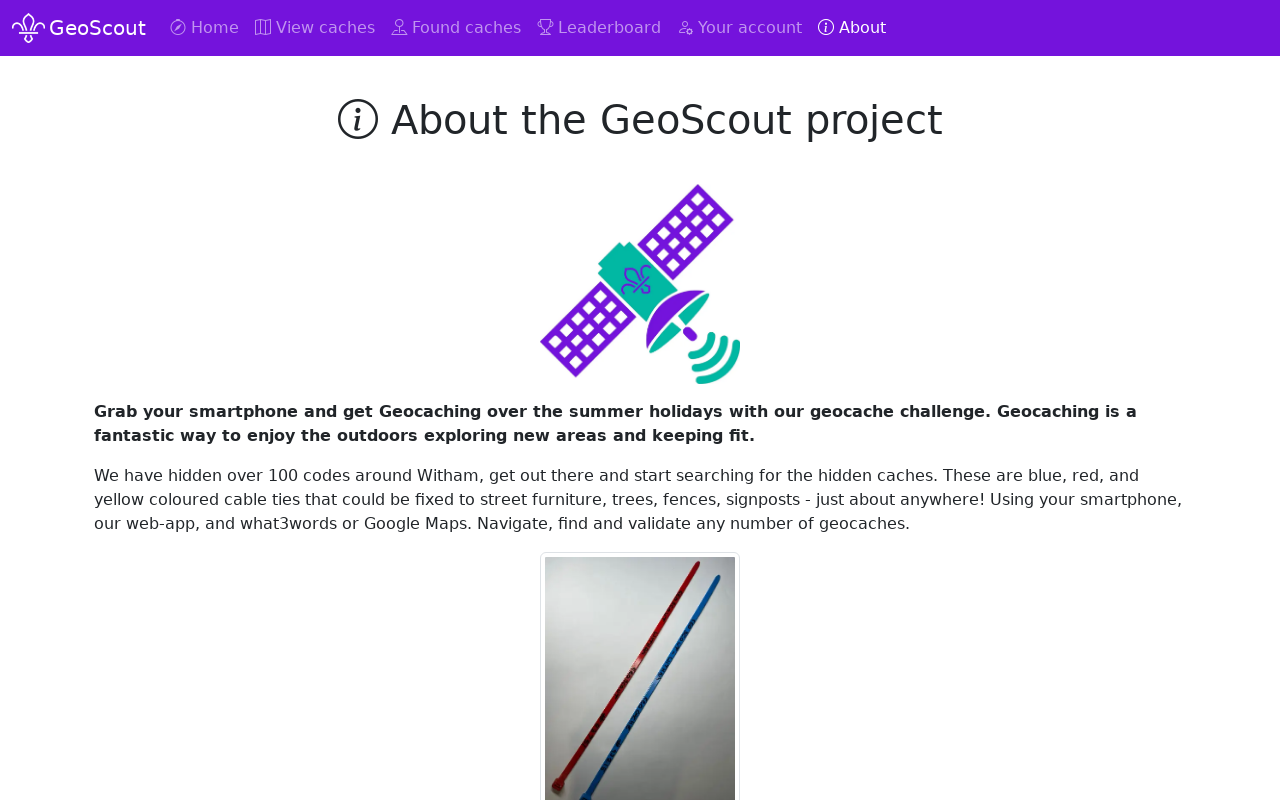 GeoScout Home View caches Found caches Leaderboard Your account About
About the GeoScout project
Grab your smartphone and get Geocaching over the summer holidays with our geocache challenge. Geocaching is a
fantastic way to enjoy the outdoors exploring new areas and keeping fit.
We have hidden over 100 codes around Witham, get out there and start searching for the hidden caches. These are blue, red, and
yellow coloured cable ties that could be fixed to street furniture, trees, fences, signposts - just about anywhere! Using your smartphone,
our web-app, and what3words or Google Maps. Navigate, find and validate any number of geocaches.